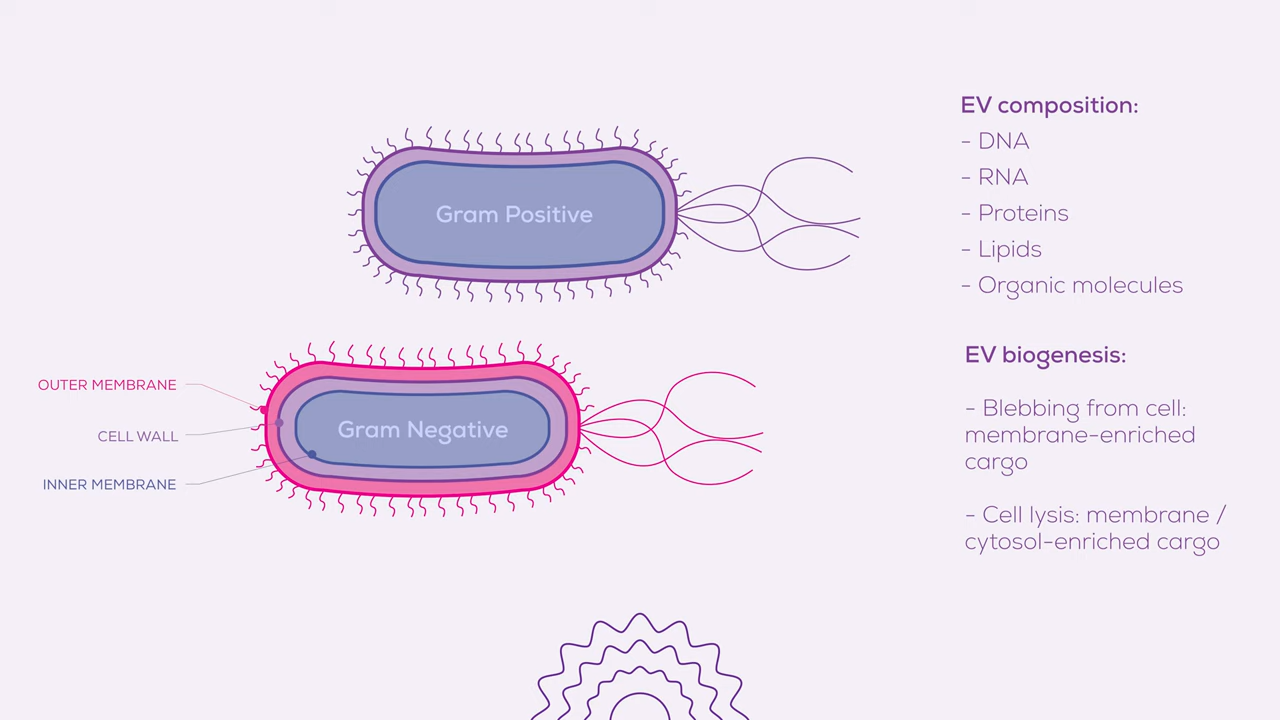 EV composition:
- DNA
- RNA
- Proteins
- Lipids
- Organic molecules
Gram Positive
OUTER MEMBRANE
CELL WALL
INNER MEMBRANE
Gram Negative
EV biogenesis:
- Blebbing from cell:
membrane-enriched
cargo
- Cell lysis: membrane /
cytosol-enriched cargo